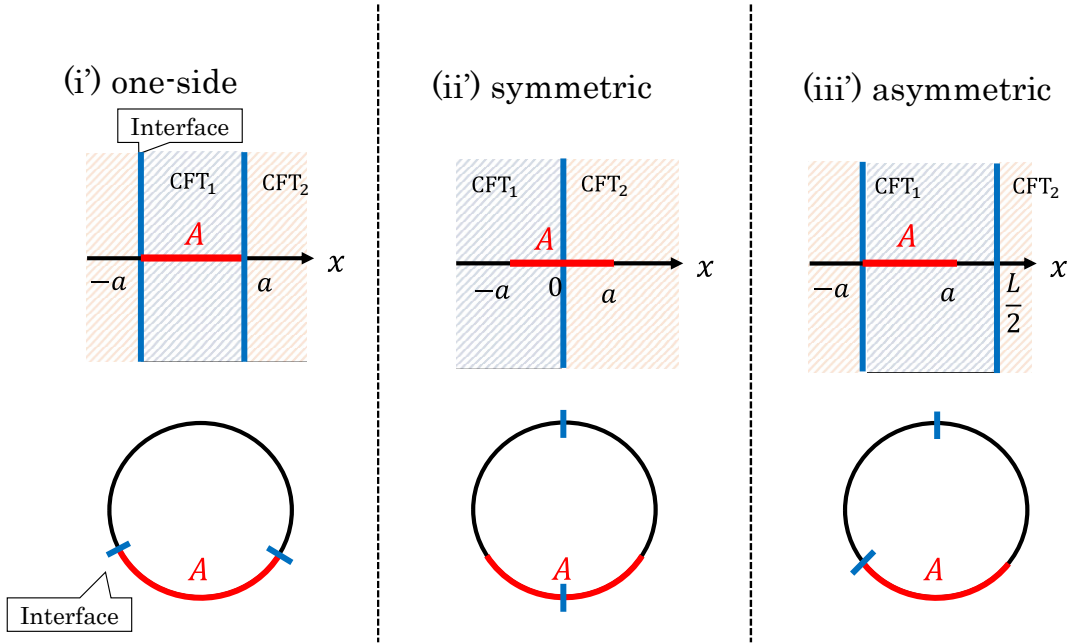 (i') one-side
Interface
CFT₁
CFT₂
A
x
−a
a
A
Interface
(ii') symmetric
CFT₁
CFT₂
A
x
−a
0
a
A
(iii') asymmetric
CFT₁
CFT₂
A
x
−a
a
L
2
A